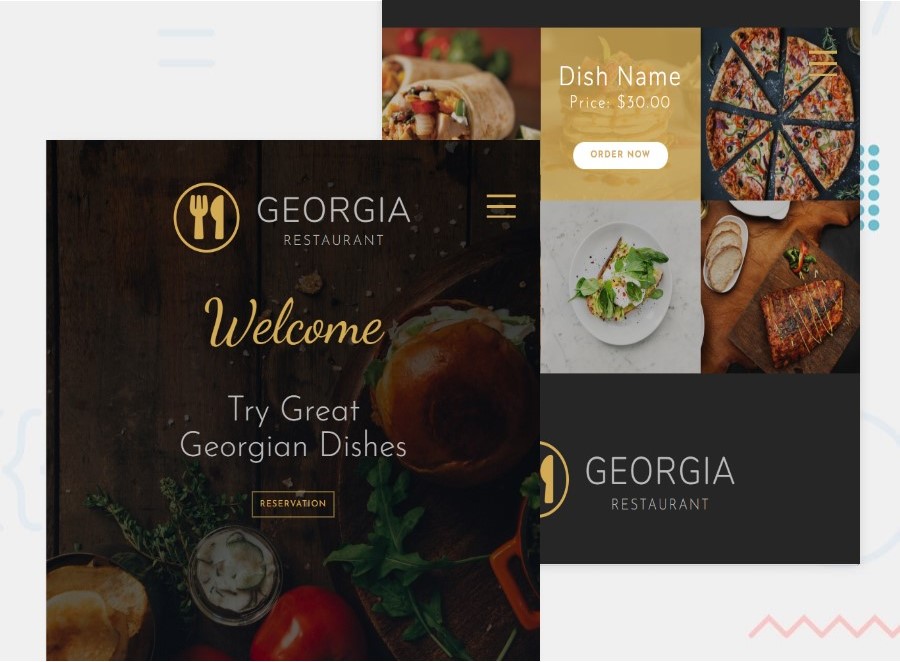 Dish Name
Price: $30.00
ORDER NOW
GEORGIA
RESTAURANT
Welcome
Try Great
Georgian Dishes
RESERVATION
GEORGIA
RESTAURANT